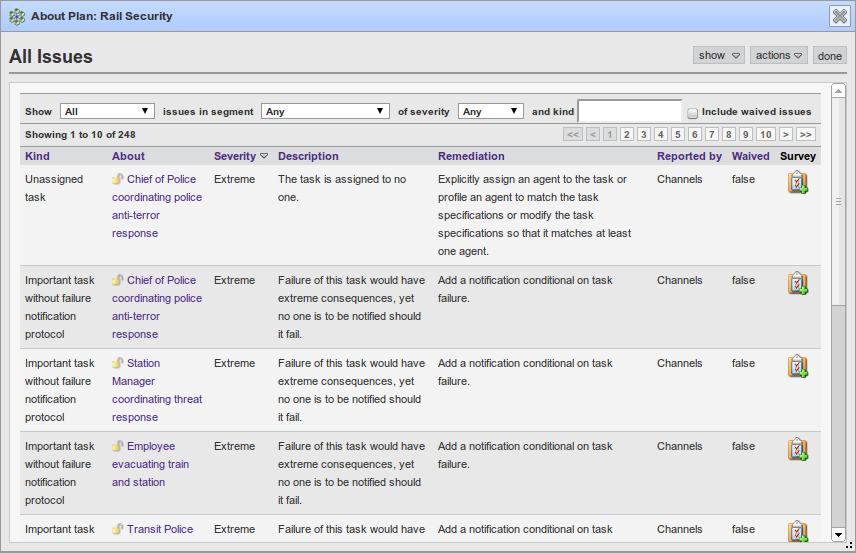 About Plan: Rail Security
All Issues
show actions done
Show All issues in segment Any of severity Any and kind Include waived issues
Showing 1 to 10 of 248 << < 1 2 3 4 5 6 7 8 9 10 > >>
Kind About Severity Description Remediation Reported by Waived Survey
Unassigned Chief of Police Extreme The task is assigned to no Explicitly assign an agent to the task or Channels false
task coordinating police one. profile an agent to match the task
anti-terror specifications or modify the task
response specifications so that it matches at least
one agent.
Important task Chief of Police Extreme Failure of this task would have Add a notification conditional on task Channels false
without failure coordinating police extreme consequences, yet failure.
notification anti-terror no one is to be notified should
protocol response it fail.
Important task Station Extreme Failure of this task would have Add a notification conditional on task Channels false
without failure Manager extreme consequences, yet failure.
notification coordinating threat no one is to be notified should
protocol response it fail.
Important task Employee Extreme Failure of this task would have Add a notification conditional on task Channels false
without failure evacuating train extreme consequences, yet failure.
notification and station no one is to be notified should
protocol it fail.
Important task Transit Police Extreme Failure of this task would have Add a notification conditional on task Channels false